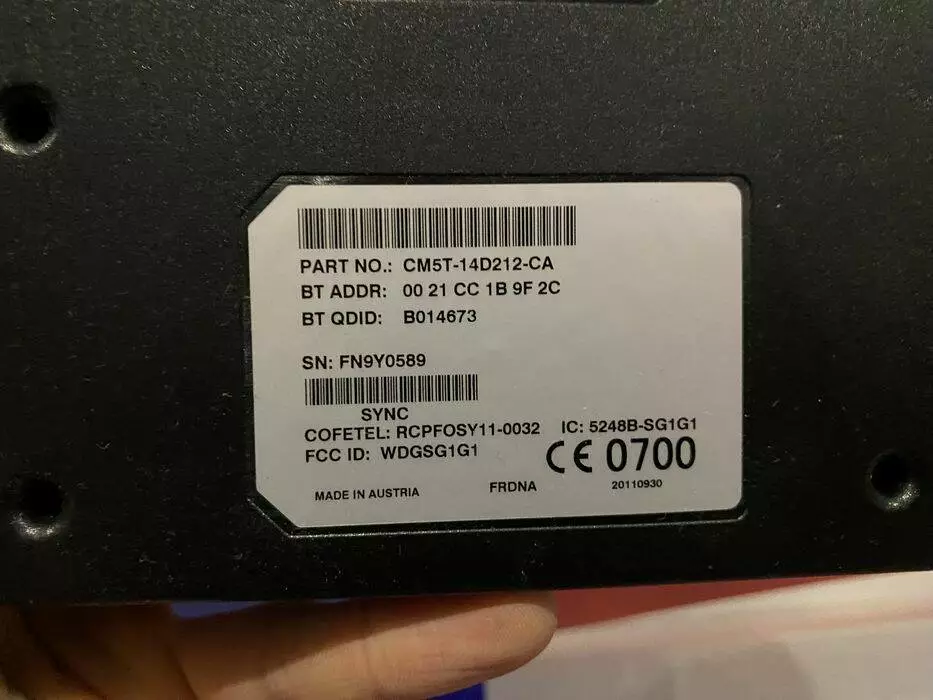 PART NO.: CM5T-14D212-CA
BT ADDR: 00 21 CC 1B 9F 2C
BT QDID: B014673
SN: FN9Y0589
SYNC
COFETEL: RCPFOSY11-0032 IC: 5248B-SG1G1
FCC ID: WDGSG1G1 CE 0700
MADE IN AUSTRIA FRDNA 20110930